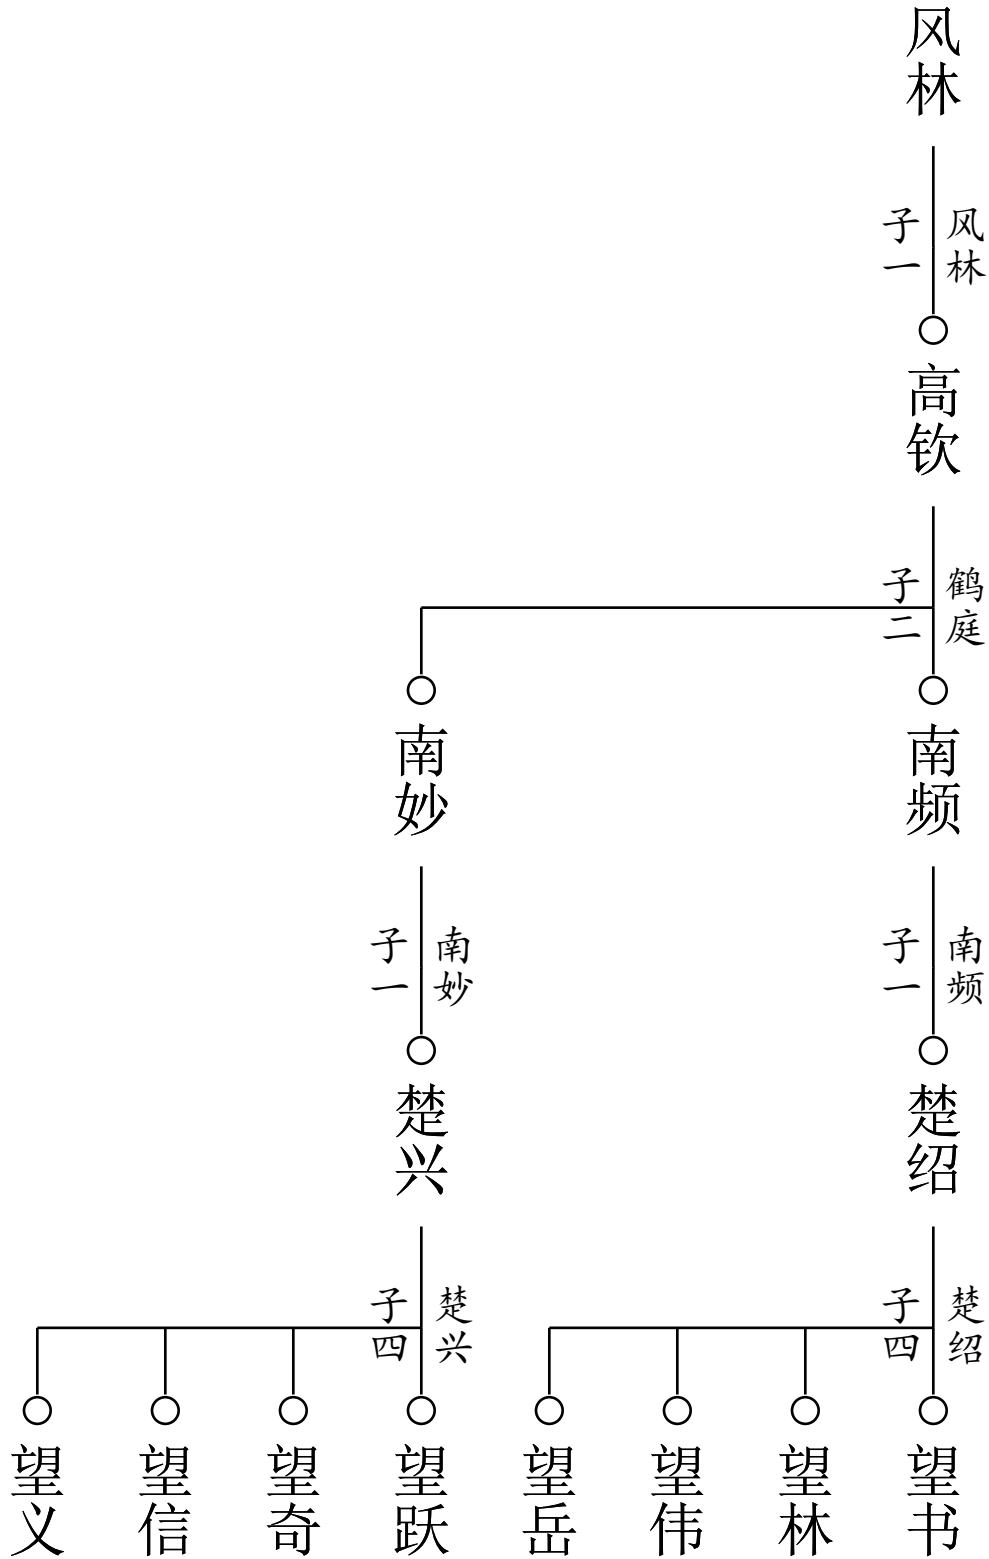 风林
风林
子一
高钦
鹤庭
子二
南频
南妙
南频
子一
南妙
子一
楚绍
楚兴
楚绍
子四
楚兴
子四
望书
望林
望伟
望岳
望跃
望奇
望信
望义